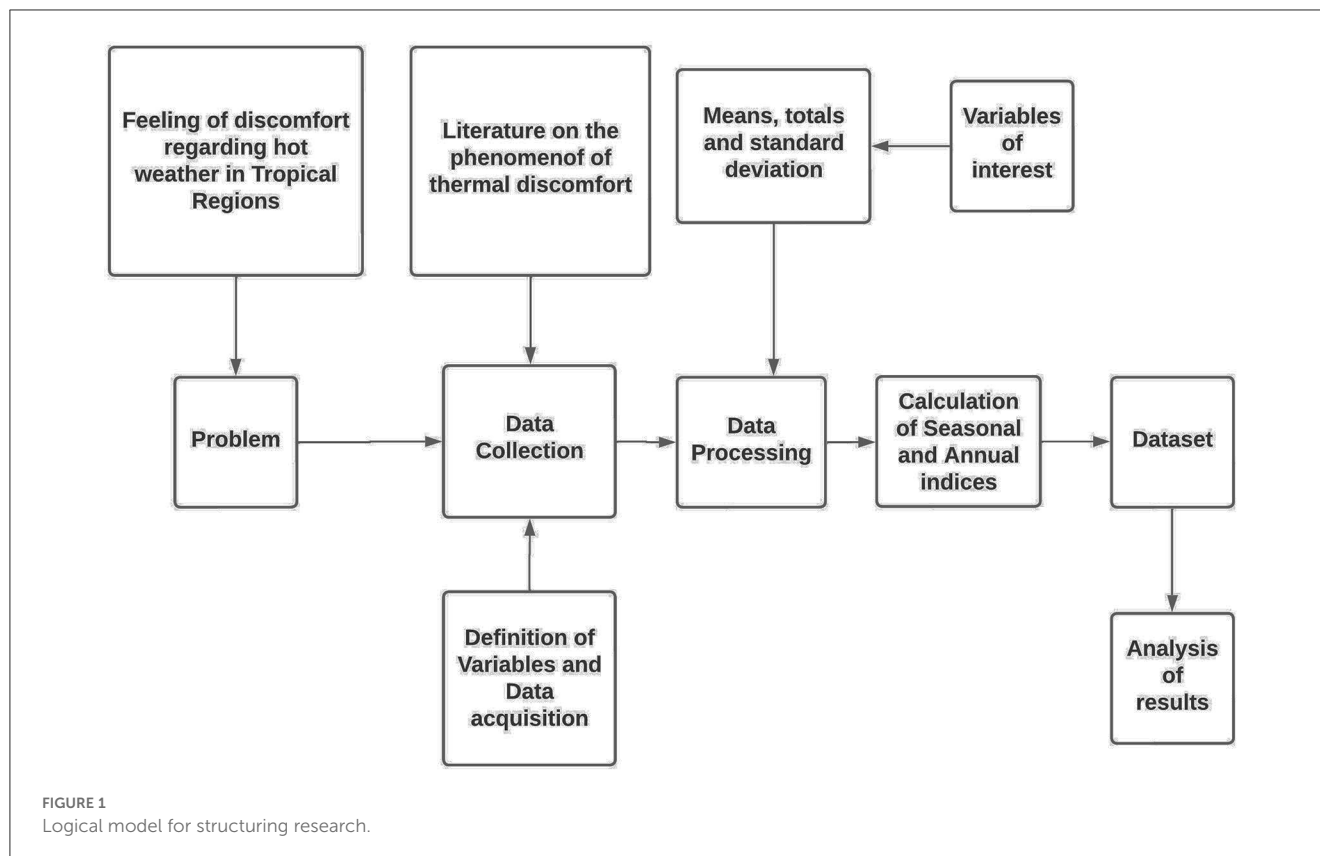 Feeling of discomfort
regarding hot
weather in Tropical
Regions
Literature on the
phenomenof of
thermal discomfort
Means, totals
and standard
deviation
Variables
of
interest
Problem
Data
Collection
Data
Processing
Calculation
of Seasonal
and Annual
indices
Dataset
Definition of
Variables and
Data
acquisition
Analysis
of
results
FIGURE 1
Logical model for structuring research.